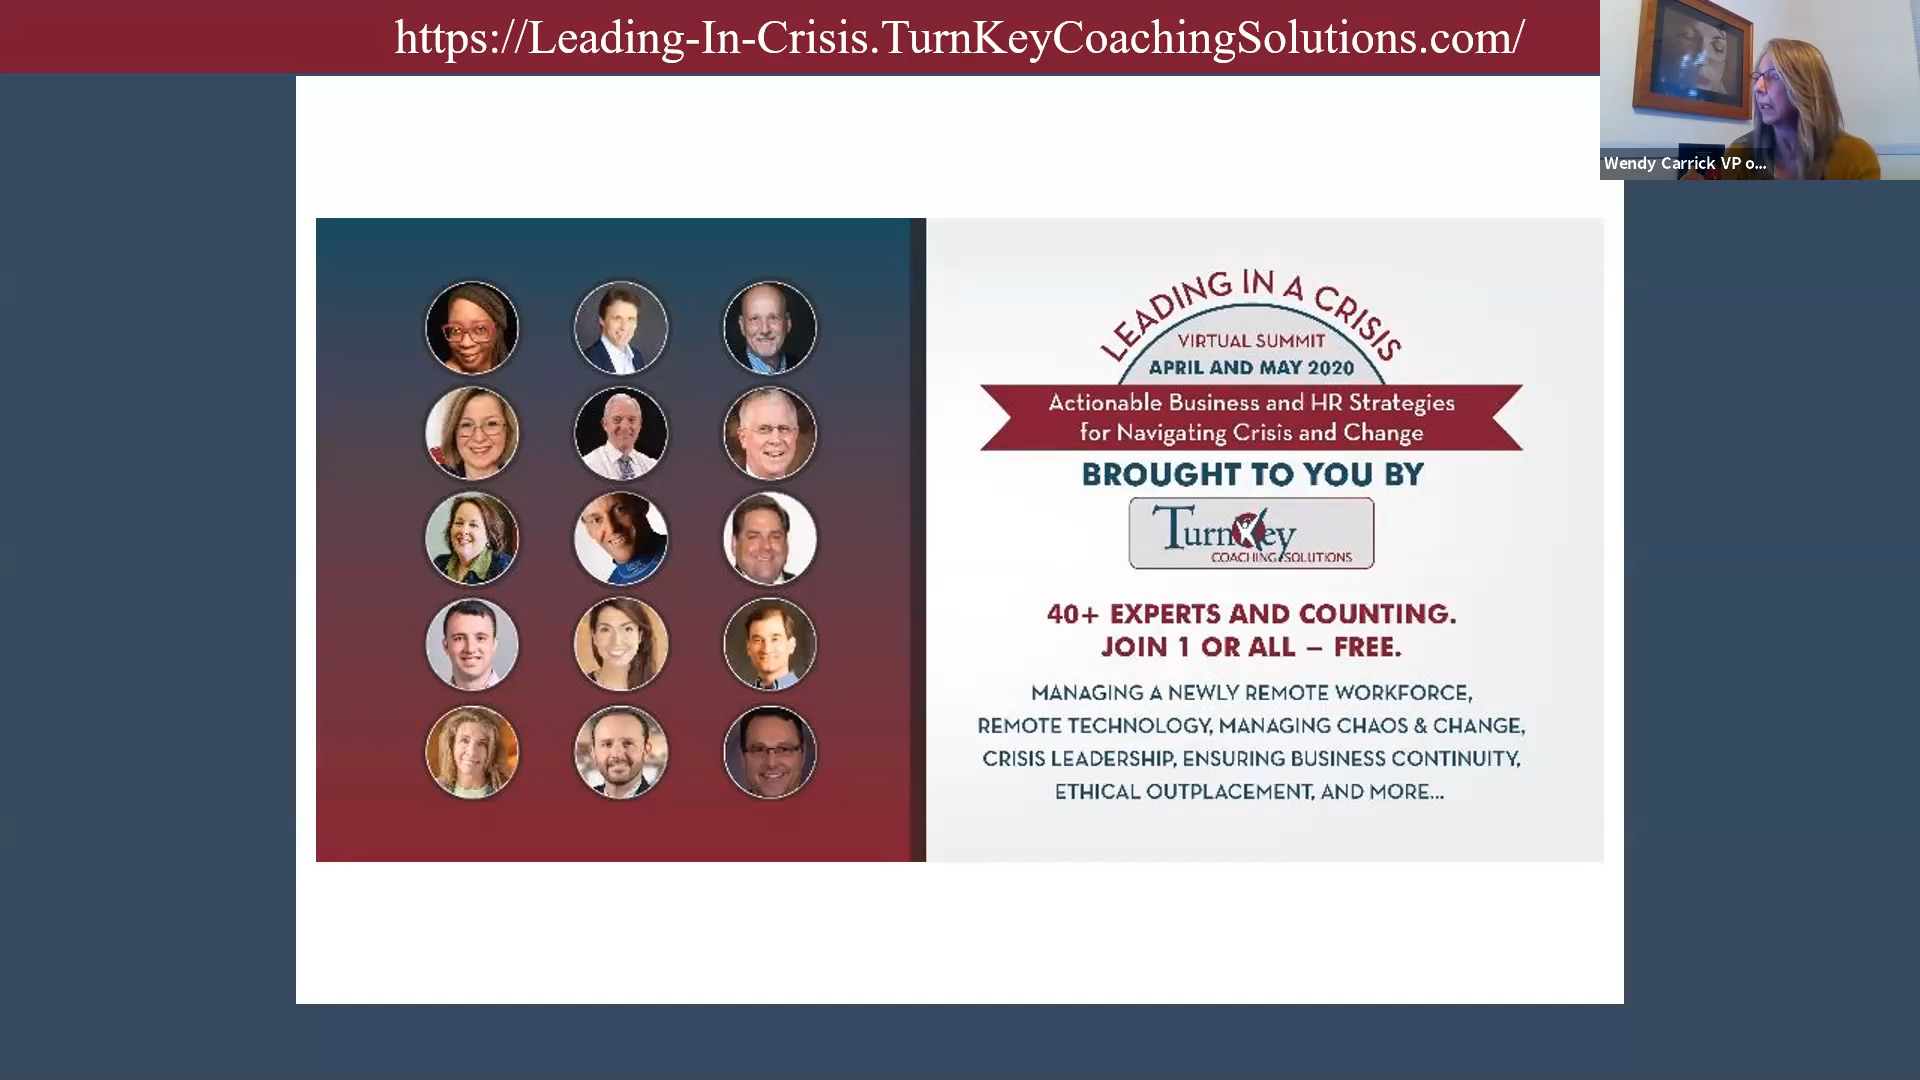 https://Leading-In-Crisis.TurnKeyCoachingSolutions.com/
Wendy Carrick VP o...
LEADING IN A CRISIS
VIRTUAL SUMMIT
APRIL AND MAY 2020
Actionable Business and HR Strategies
for Navigating Crisis and Change
BROUGHT TO YOU BY
TurnKey
COACHING SOLUTIONS
40+ EXPERTS AND COUNTING.
JOIN 1 OR ALL – FREE.
MANAGING A NEWLY REMOTE WORKFORCE,
REMOTE TECHNOLOGY, MANAGING CHAOS & CHANGE,
CRISIS LEADERSHIP, ENSURING BUSINESS CONTINUITY,
ETHICAL OUTPLACEMENT, AND MORE...